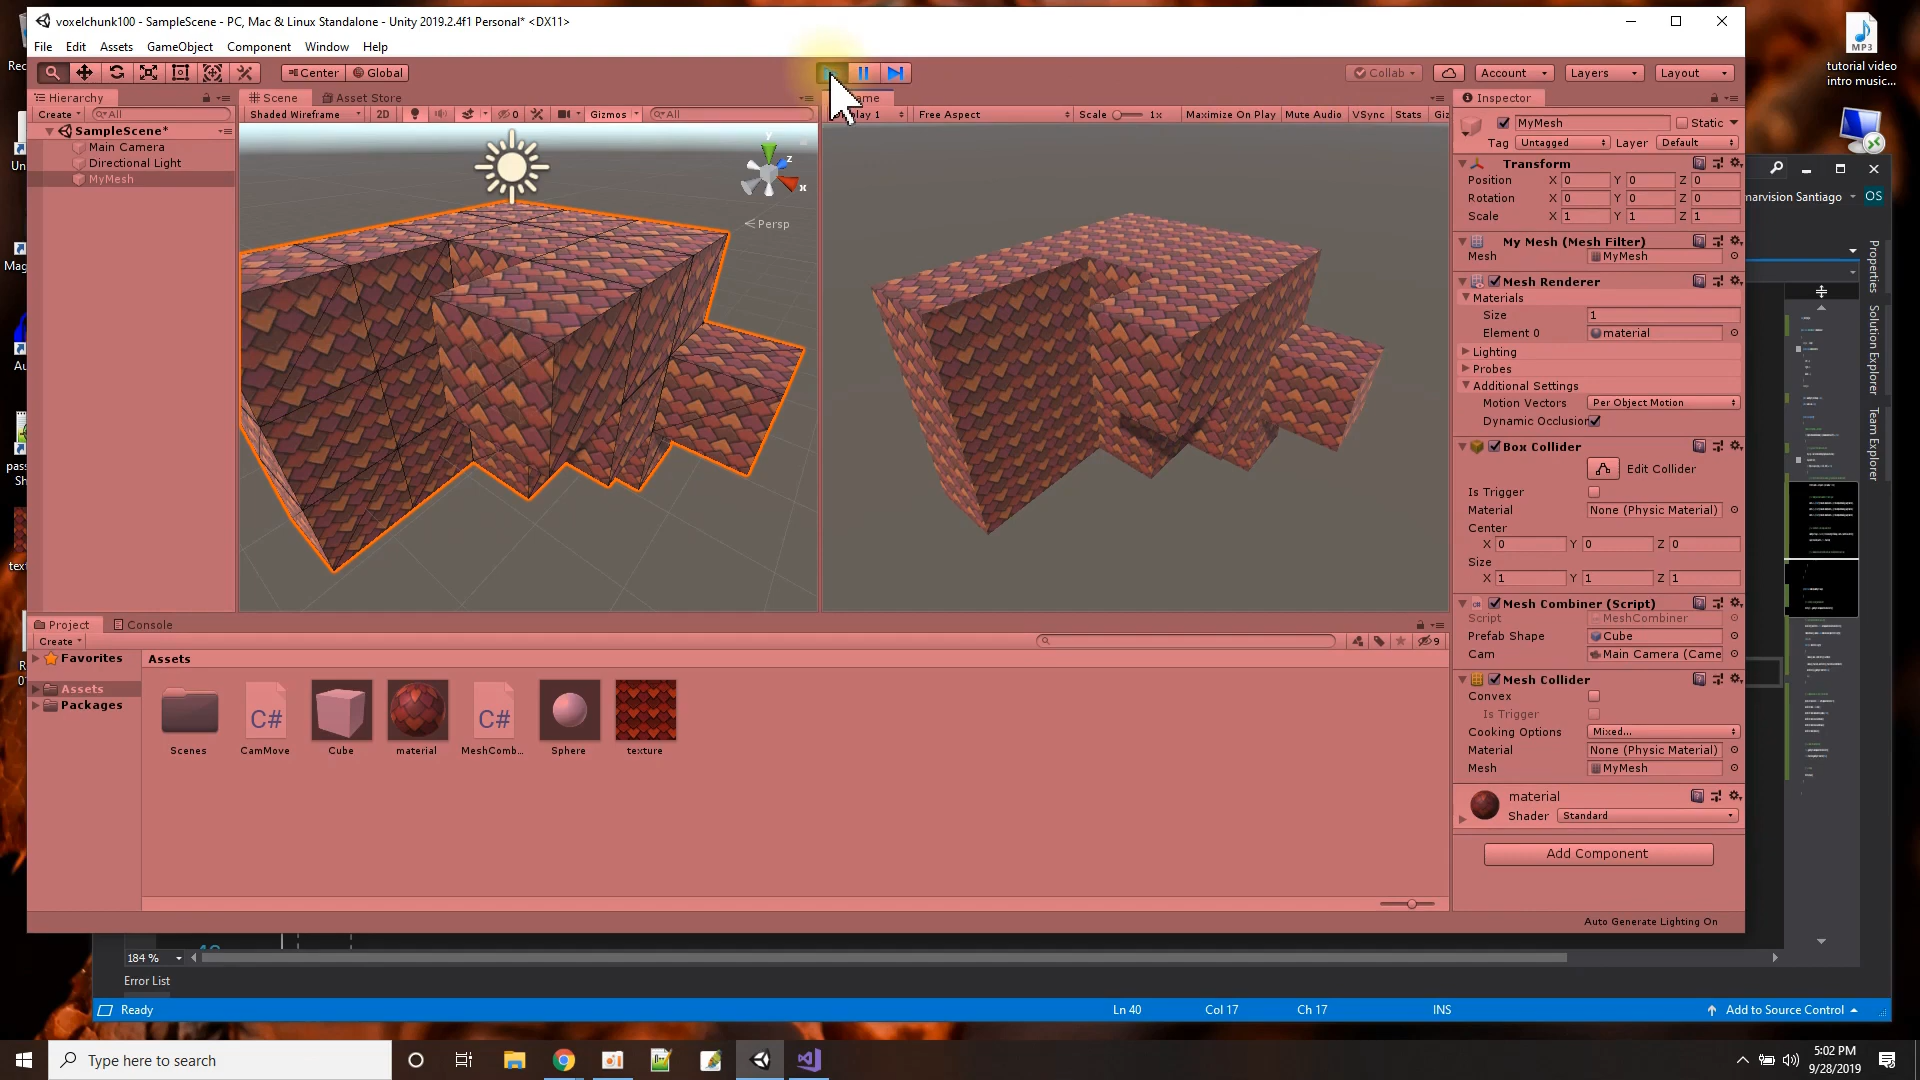 voxelchunk100 - SampleScene - PC, Mac & Linux Standalone - Unity 2019.2.4f1 Personal* <DX11>
File Edit Assets GameObject Component Window Help
Center Global
Collab Account Layers Layout
Hierarchy
Create All
SampleScene*
Main Camera
Directional Light
MyMesh
Scene Asset Store
Shaded Wireframe 2D 0 Gizmos All
y
z
x
Persp
Free Aspect Scale 1x Maximize On Play Mute Audio VSync Stats Giz
Inspector
MyMesh Static
Tag Untagged Layer Default
Transform
Position X 0 Y 0 Z 0
Rotation X 0 Y 0 Z 0
Scale X 1 Y 1 Z 1
My Mesh (Mesh Filter)
Mesh MyMesh
Mesh Renderer
Materials
Size 1
Element 0 material
Lighting
Probes
Additional Settings
Motion Vectors Per Object Motion
Dynamic Occlusion
Box Collider
Edit Collider
Is Trigger
Material None (Physic Material)
Center
X 0 Y 0 Z 0
Size
X 1 Y 1 Z 1
Mesh Combiner (Script)
Script MeshCombiner
Prefab Shape Cube
Cam Main Camera (Came
Mesh Collider
Convex
Is Trigger
Cooking Options Mixed...
Material None (Physic Material)
Mesh MyMesh
material
Shader Standard
Add Component
Auto Generate Lighting On
Project Console
Create
9
Favorites
Assets
Packages
Assets
C#
C#
Scenes CamMove Cube material MeshComb... Sphere texture
MP3
tutorial video
intro music...
marvision Santiago OS
Properties
Solution Explorer
Team Explorer
184 %
Error List
Ready Ln 40 Col 17 Ch 17 INS Add to Source Control
Type here to search
5:02 PM
9/28/2019